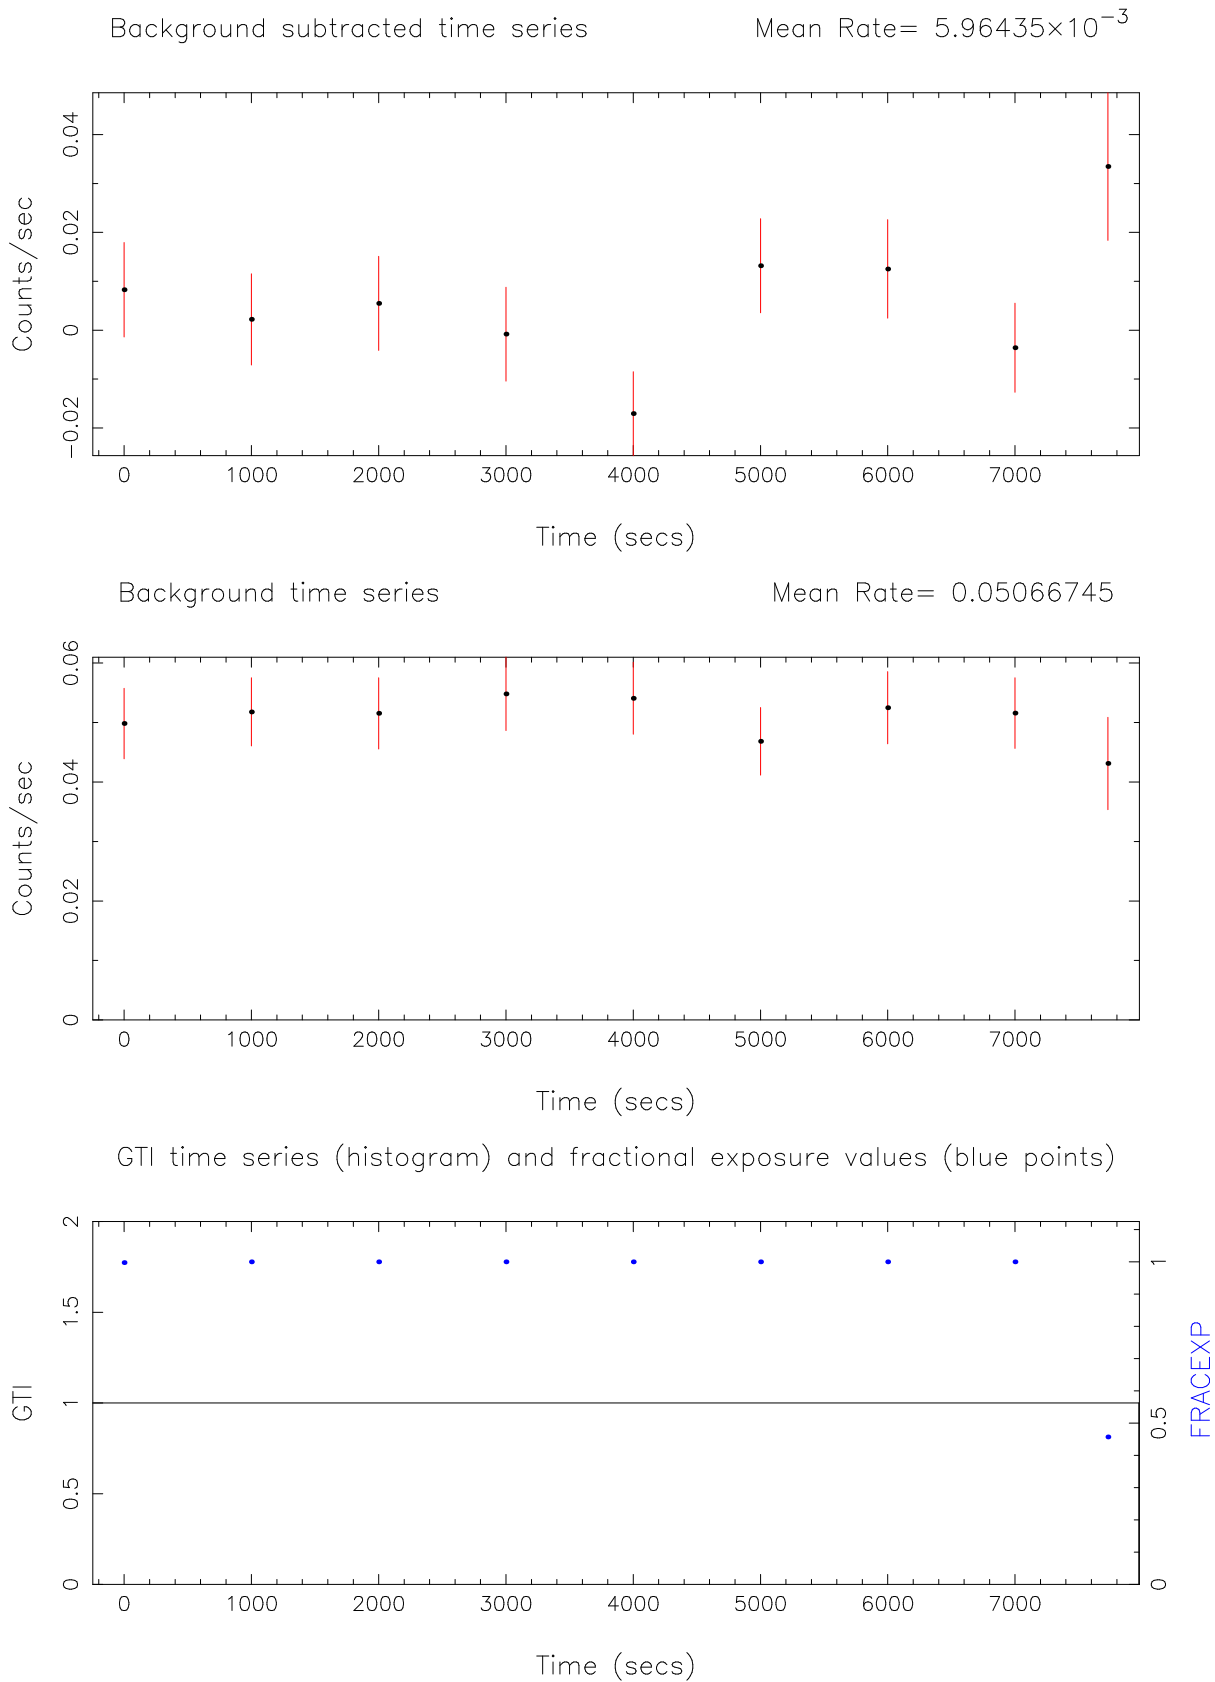 Background subtracted time series Mean Rate= 5.96435×10⁻³
0.04
0.02
0
−0.02
Counts/sec
0 1000 2000 3000 4000 5000 6000 7000
Time (secs)
Background time series Mean Rate= 0.05066745
0.06
0.04
0.02
0
Counts/sec
0 1000 2000 3000 4000 5000 6000 7000
Time (secs)
GTI time series (histogram) and fractional exposure values (blue points)
2
1.5
1
0.5
0
GTI
1
0.5
0
FRACEXP
0 1000 2000 3000 4000 5000 6000 7000
Time (secs)